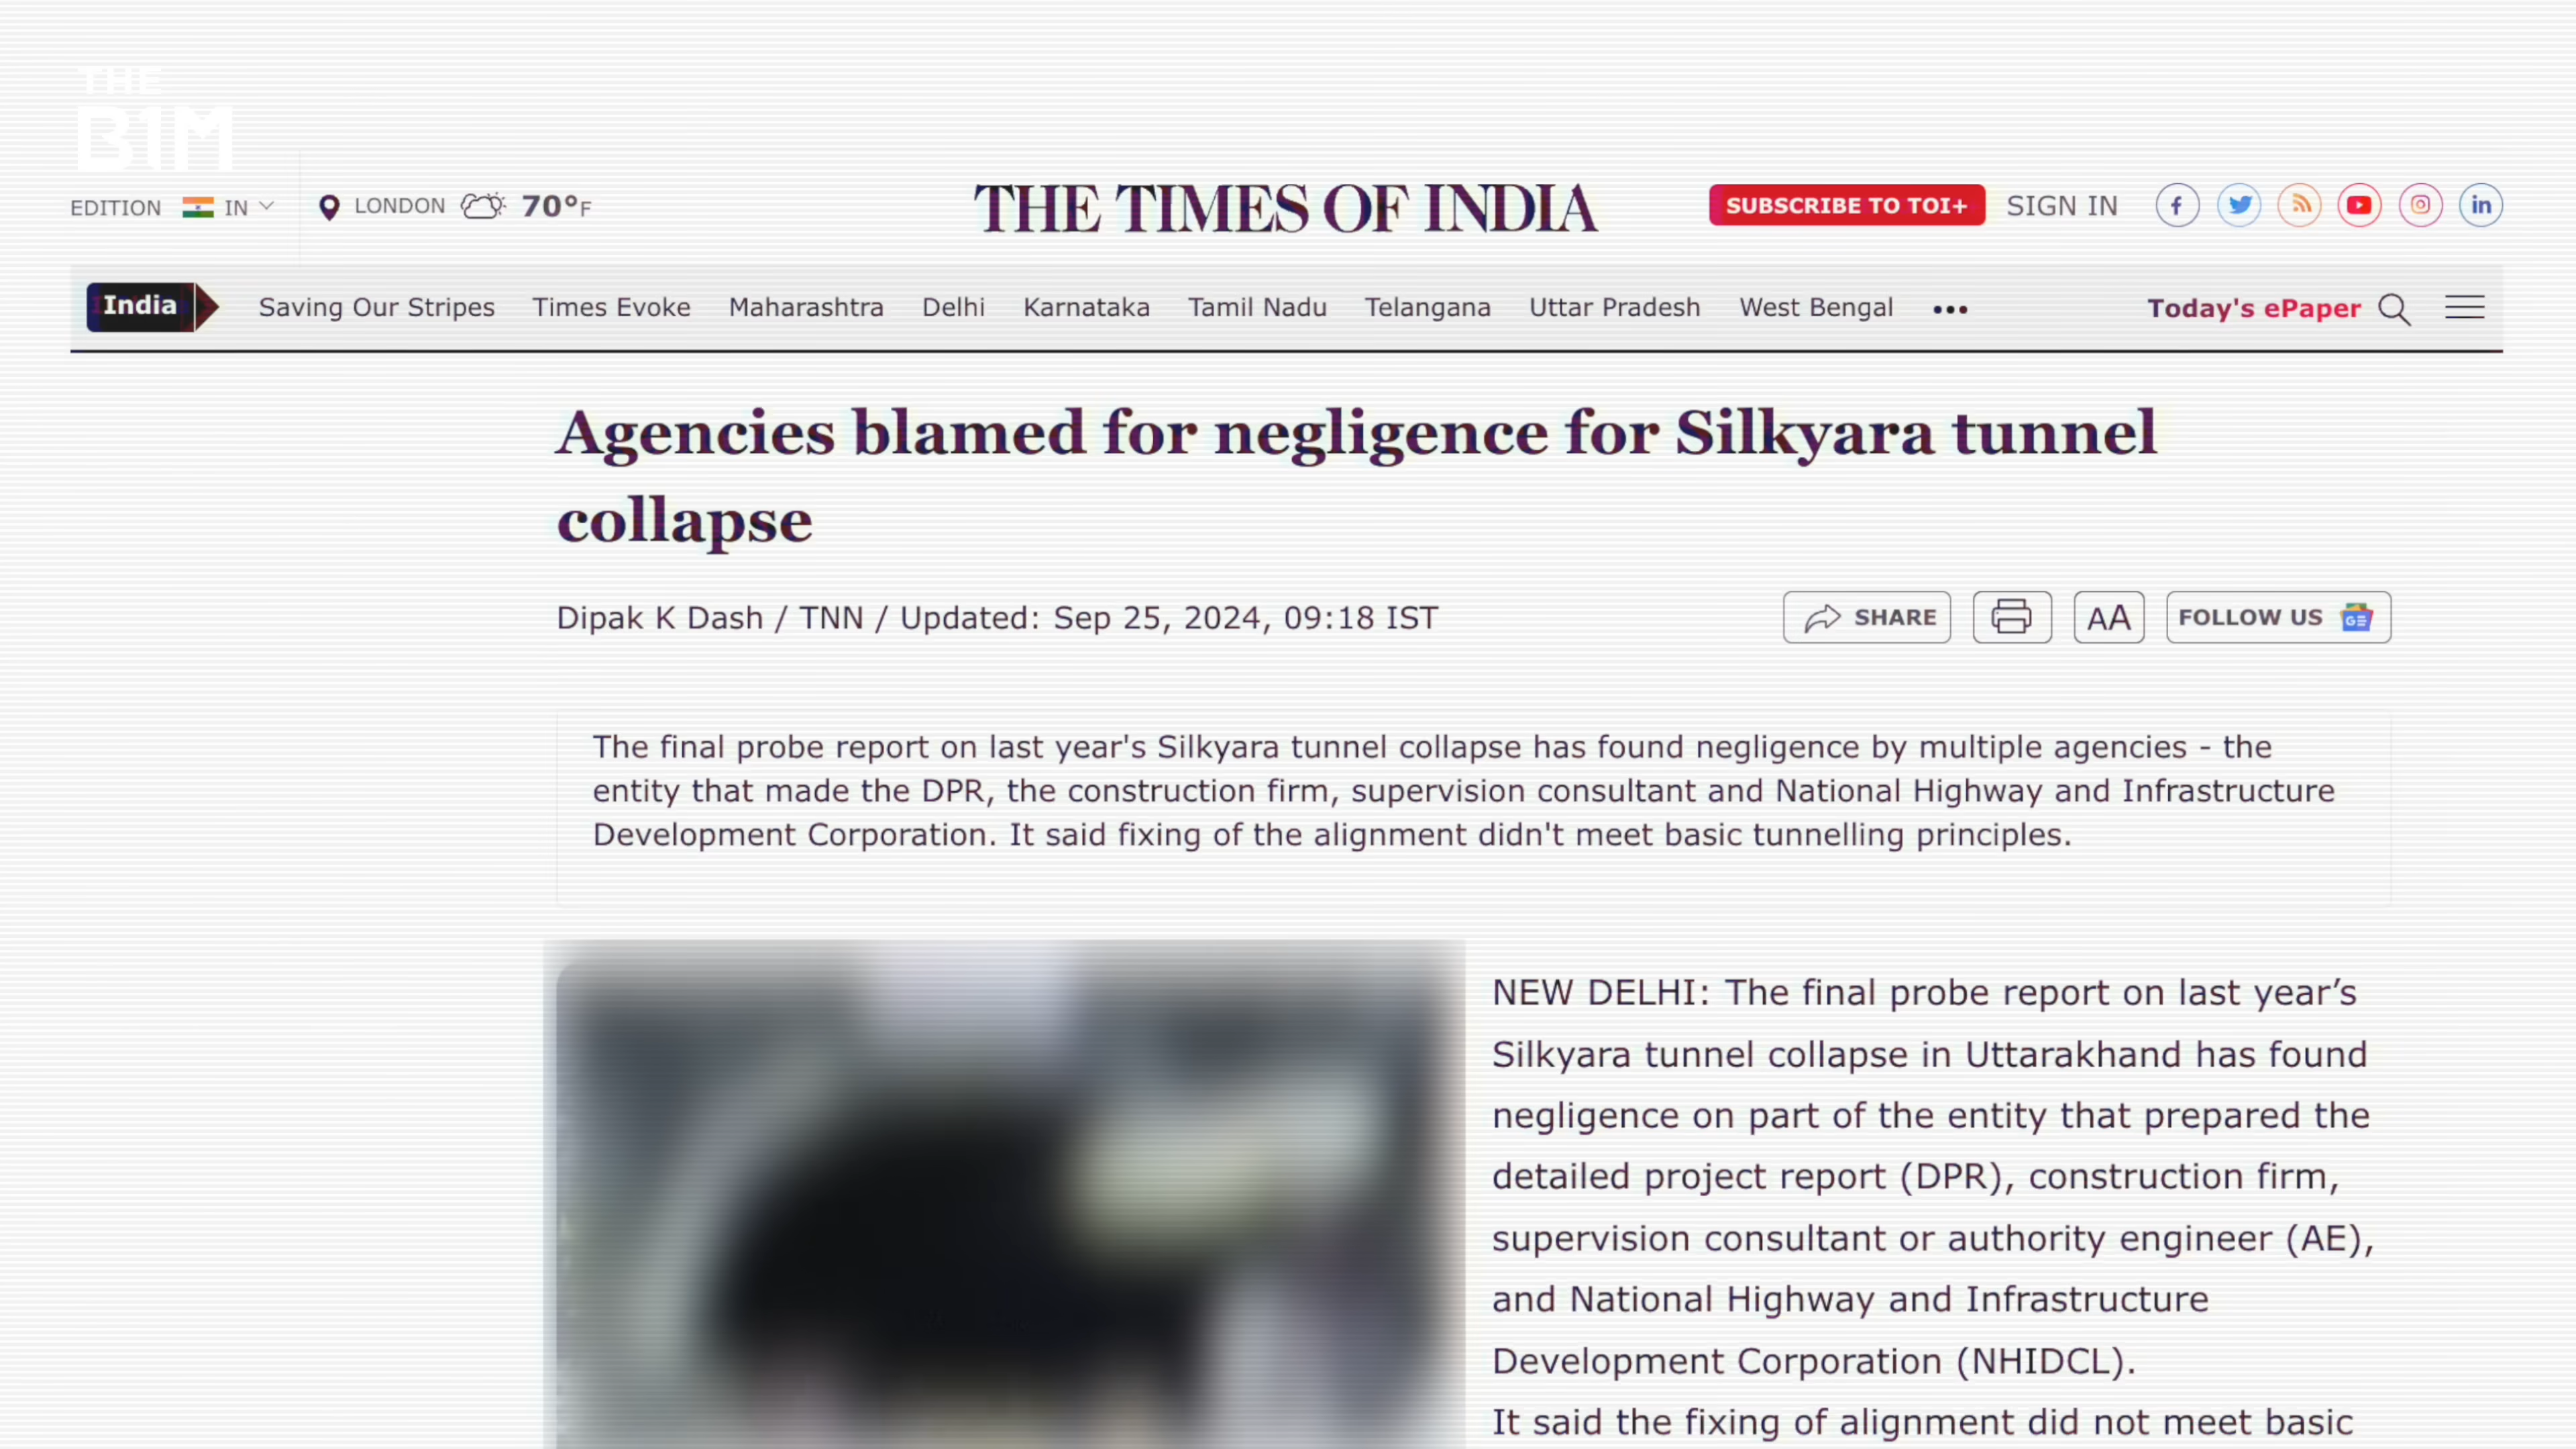 THE
B1M
EDITION IN LONDON 70°F
THE TIMES OF INDIA
SUBSCRIBE TO TOI+ SIGN IN
India Saving Our Stripes Times Evoke Maharashtra Delhi Karnataka Tamil Nadu Telangana Uttar Pradesh West Bengal ••• Today's ePaper
Agencies blamed for negligence for Silkyara tunnel
collapse
Dipak K Dash / TNN / Updated: Sep 25, 2024, 09:18 IST
SHARE AA FOLLOW US GE
The final probe report on last year's Silkyara tunnel collapse has found negligence by multiple agencies - the
entity that made the DPR, the construction firm, supervision consultant and National Highway and Infrastructure
Development Corporation. It said fixing of the alignment didn't meet basic tunnelling principles.
NEW DELHI: The final probe report on last year’s
Silkyara tunnel collapse in Uttarakhand has found
negligence on part of the entity that prepared the
detailed project report (DPR), construction firm,
supervision consultant or authority engineer (AE),
and National Highway and Infrastructure
Development Corporation (NHIDCL).
It said the fixing of alignment did not meet basic